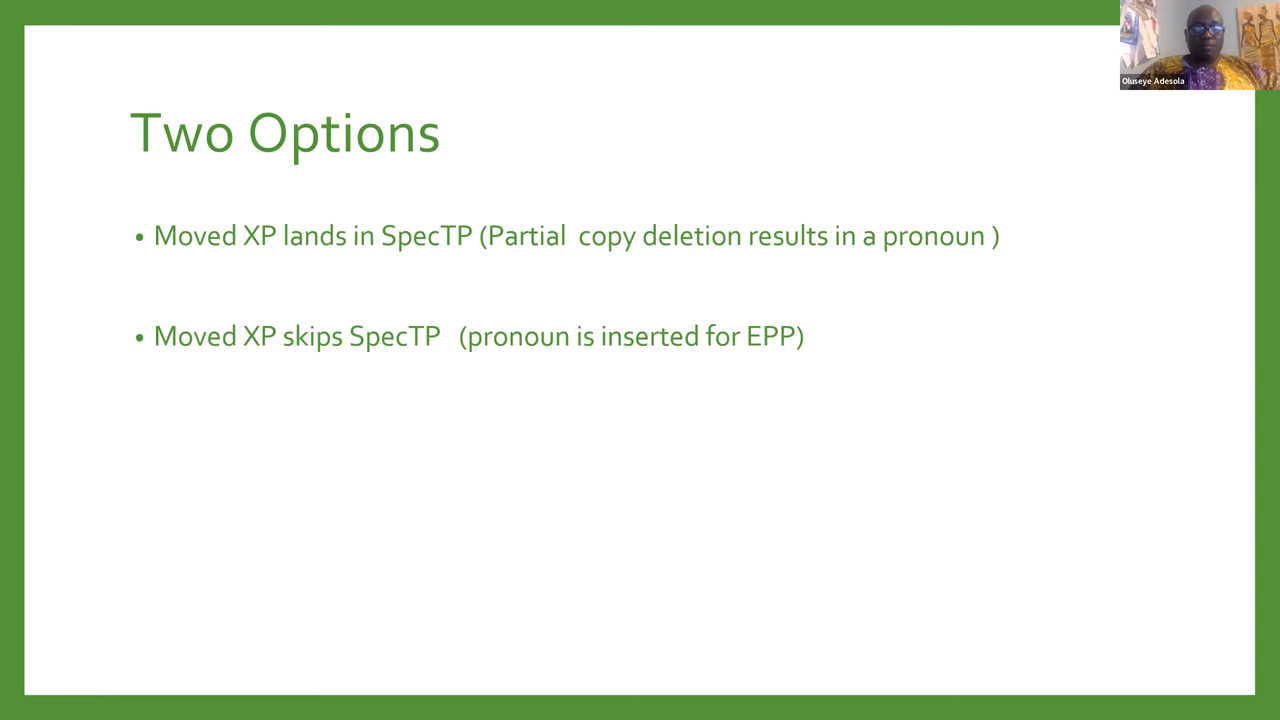 Oluseye Adesola
Two Options
• Moved XP lands in SpecTP (Partial copy deletion results in a pronoun )
• Moved XP skips SpecTP (pronoun is inserted for EPP)